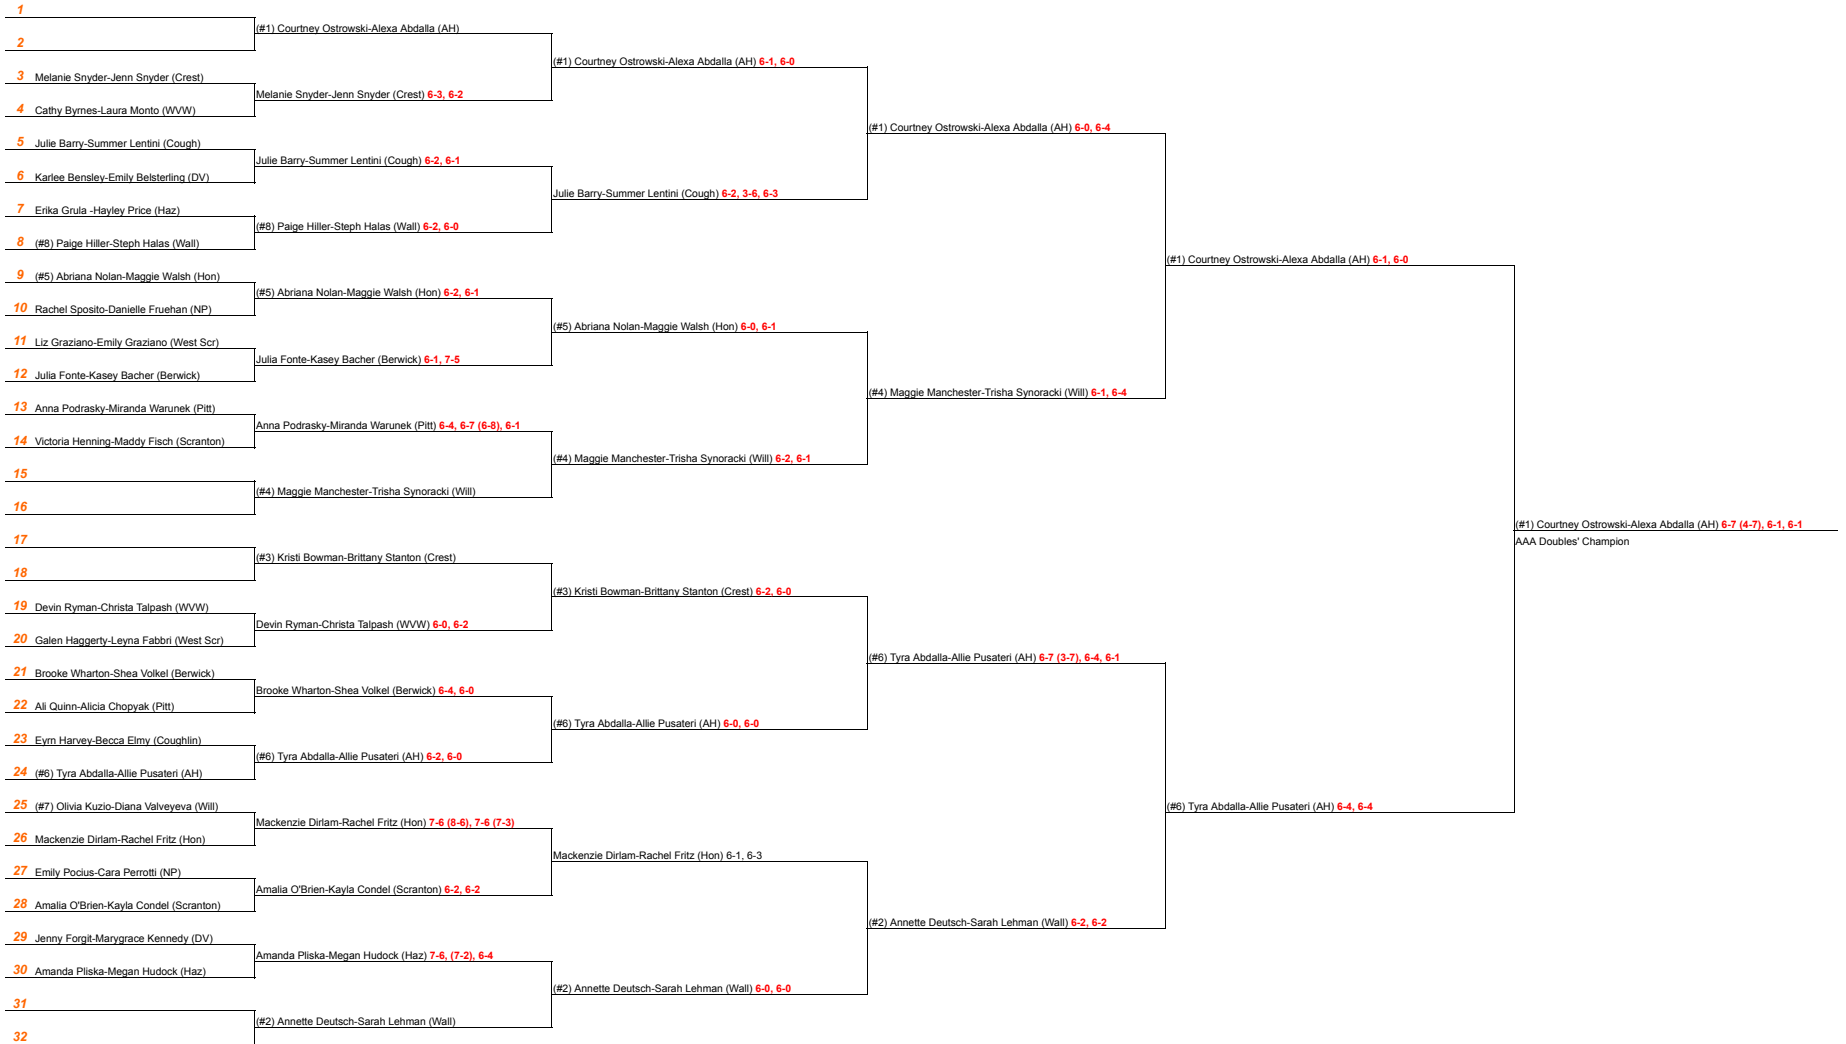 1
(#1) Courtney Ostrowski-Alexa Abdalla (AH)
2
(#1) Courtney Ostrowski-Alexa Abdalla (AH) 6-1, 6-0
3 Melanie Snyder-Jenn Snyder (Crest)
Melanie Snyder-Jenn Snyder (Crest) 6-3, 6-2
4 Cathy Byrnes-Laura Monto (WVW)
(#1) Courtney Ostrowski-Alexa Abdalla (AH) 6-0, 6-4
5 Julie Barry-Summer Lentini (Cough)
Julie Barry-Summer Lentini (Cough) 6-2, 6-1
6 Karlee Bensley-Emily Belsterling (DV)
Julie Barry-Summer Lentini (Cough) 6-2, 3-6, 6-3
7 Erika Grula -Hayley Price (Haz)
(#8) Paige Hiller-Steph Halas (Wall) 6-2, 6-0
8 (#8) Paige Hiller-Steph Halas (Wall)
(#1) Courtney Ostrowski-Alexa Abdalla (AH) 6-1, 6-0
9 (#5) Abriana Nolan-Maggie Walsh (Hon)
(#5) Abriana Nolan-Maggie Walsh (Hon) 6-2, 6-1
10 Rachel Sposito-Danielle Fruehan (NP)
(#5) Abriana Nolan-Maggie Walsh (Hon) 6-0, 6-1
11 Liz Graziano-Emily Graziano (West Scr)
Julia Fonte-Kasey Bacher (Berwick) 6-1, 7-5
12 Julia Fonte-Kasey Bacher (Berwick)
(#4) Maggie Manchester-Trisha Synoracki (Will) 6-1, 6-4
13 Anna Podrasky-Miranda Warunek (Pitt)
Anna Podrasky-Miranda Warunek (Pitt) 6-4, 6-7 (6-8), 6-1
14 Victoria Henning-Maddy Fisch (Scranton)
(#4) Maggie Manchester-Trisha Synoracki (Will) 6-2, 6-1
15
(#4) Maggie Manchester-Trisha Synoracki (Will)
16
(#1) Courtney Ostrowski-Alexa Abdalla (AH) 6-7 (4-7), 6-1, 6-1
AAA Doubles' Champion
17
(#3) Kristi Bowman-Brittany Stanton (Crest)
18
(#3) Kristi Bowman-Brittany Stanton (Crest) 6-2, 6-0
19 Devin Ryman-Christa Talpash (WVW)
Devin Ryman-Christa Talpash (WVW) 6-0, 6-2
20 Galen Haggerty-Leyna Fabbri (West Scr)
(#6) Tyra Abdalla-Allie Pusateri (AH) 6-7 (3-7), 6-4, 6-1
21 Brooke Wharton-Shea Volkel (Berwick)
Brooke Wharton-Shea Volkel (Berwick) 6-4, 6-0
22 Ali Quinn-Alicia Chopyak (Pitt)
(#6) Tyra Abdalla-Allie Pusateri (AH) 6-0, 6-0
23 Eyrn Harvey-Becca Elmy (Coughlin)
(#6) Tyra Abdalla-Allie Pusateri (AH) 6-2, 6-0
24 (#6) Tyra Abdalla-Allie Pusateri (AH)
(#6) Tyra Abdalla-Allie Pusateri (AH) 6-4, 6-4
25 (#7) Olivia Kuzio-Diana Valveyeva (Will)
Mackenzie Dirlam-Rachel Fritz (Hon) 7-6 (8-6), 7-6 (7-3)
26 Mackenzie Dirlam-Rachel Fritz (Hon)
Mackenzie Dirlam-Rachel Fritz (Hon) 6-1, 6-3
27 Emily Pocius-Cara Perrotti (NP)
Amalia O'Brien-Kayla Condel (Scranton) 6-2, 6-2
28 Amalia O'Brien-Kayla Condel (Scranton)
(#2) Annette Deutsch-Sarah Lehman (Wall) 6-2, 6-2
29 Jenny Forgit-Marygrace Kennedy (DV)
Amanda Pliska-Megan Hudock (Haz) 7-6, (7-2), 6-4
30 Amanda Pliska-Megan Hudock (Haz)
(#2) Annette Deutsch-Sarah Lehman (Wall) 6-0, 6-0
31
(#2) Annette Deutsch-Sarah Lehman (Wall)
32